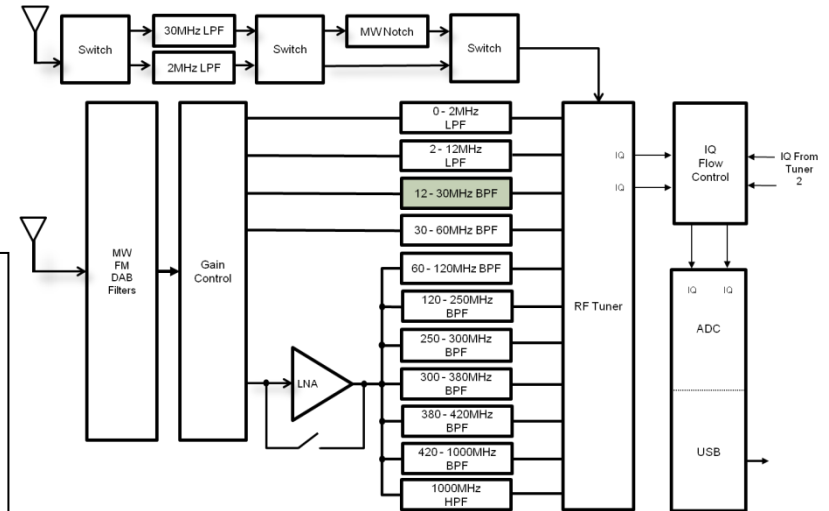 Switch
30MHz LPF
2MHz LPF
Switch
MW Notch
Switch
MW
FM
DAB
Filters
Gain
Control
LNA
0 - 2MHz
LPF
2 - 12MHz
LPF
12 - 30MHz BPF
30 - 60MHz BPF
60 - 120MHz BPF
120 - 250MHz
BPF
250 - 300MHz
BPF
300 - 380MHz
BPF
380 - 420MHz
BPF
420 - 1000MHz
BPF
1000MHz
HPF
RF Tuner
IQ
IQ
IQ
Flow
Control
IQ From
Tuner
2
IQ IQ
ADC
USB